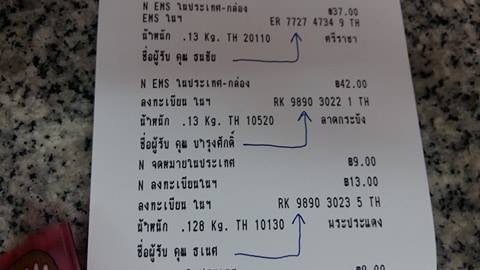 N EMS ในประเทศ-กล่อง ฿37.00
EMS ในฯ ER 7727 4734 9 TH
น้ำหนัก .13 Kg. TH 20110 ศรีราชา
ชื่อผู้รับ คุณ ธนชัย
N EMS ในประเทศ-กล่อง ฿42.00
ลงทะเบียน ในฯ RK 9890 3022 1 TH
น้ำหนัก .13 Kg. TH 10520 ลาดกระบัง
ชื่อผู้รับ คุณ บำรุงศักดิ์
N จดหมายในประเทศ ฿9.00
N ลงทะเบียนในฯ ฿13.00
ลงทะเบียน ในฯ RK 9890 3023 5 TH
น้ำหนัก .128 Kg. TH 10130 พระประแดง
ชื่อผู้รับ คุณ ธเนศ